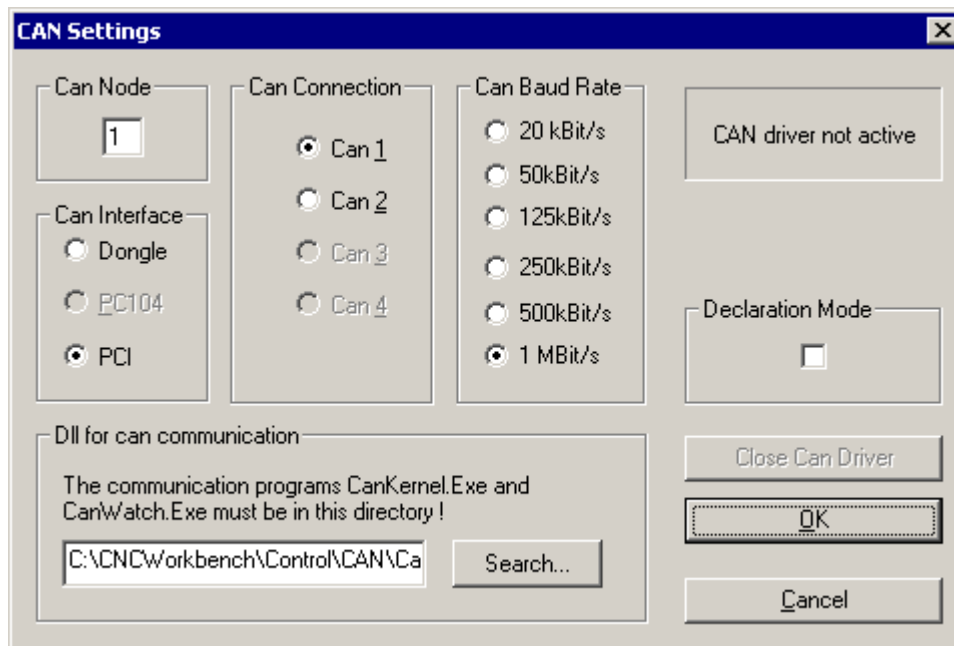 CAN Settings
Can Node
1
Can Interface
Dongle
PC104
PCI
Can Connection
Can 1
Can 2
Can 3
Can 4
Can Baud Rate
20 kBit/s
50kBit/s
125kBit/s
250kBit/s
500kBit/s
1 MBit/s
CAN driver not active
Declaration Mode
Dll for can communication
The communication programs CanKernel.Exe and
CanWatch.Exe must be in this directory !
C:\CNCWorkbench\Control\CAN\Ca
Search...
Close Can Driver
OK
Cancel